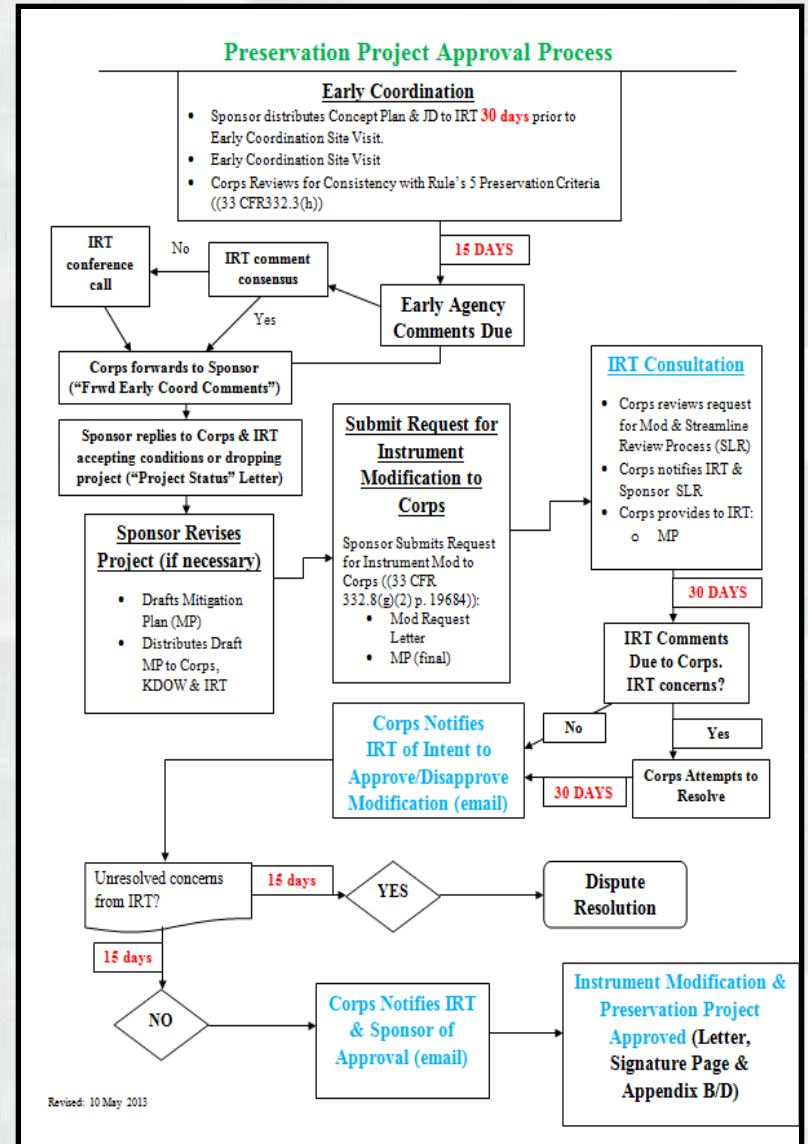 Preservation Project Approval Process
Early Coordination
• Sponsor distributes Concept Plan & JD to IRT 30 days prior to
Early Coordination Site Visit.
• Early Coordination Site Visit
• Corps Reviews for Consistency with Rule's 5 Preservation Criteria
((33 CFR332.3(h))
15 DAYS
IRT
conference
call
No
IRT comment
consensus
Yes
Early Agency
Comments Due
Corps forwards to Sponsor
("Frwd Early Coord Comments")
Sponsor replies to Corps & IRT
accepting conditions or dropping
project ("Project Status" Letter)
Sponsor Revises
Project (if necessary)
• Drafts Mitigation
Plan (MP)
• Distributes Draft
MP to Corps,
KDOW & IRT
Submit Request for
Instrument
Modification to
Corps
Sponsor Submits Request
for Instrument Mod to
Corps ((33 CFR
332.8(g)(2) p. 19684)):
• Mod Request
Letter
• MP (final)
IRT Consultation
• Corps reviews request
for Mod & Streamline
Review Process (SLR)
• Corps notifies IRT &
Sponsor SLR
• Corps provides to IRT:
o MP
30 DAYS
IRT Comments
Due to Corps.
IRT concerns?
No
Yes
Corps Attempts to
Resolve
30 DAYS
Corps Notifies
IRT of Intent to
Approve/Disapprove
Modification (email)
Unresolved concerns
from IRT?
15 days
YES
Dispute
Resolution
15 days
NO
Corps Notifies IRT
& Sponsor of
Approval (email)
Instrument Modification &
Preservation Project
Approved (Letter,
Signature Page &
Appendix B/D)
Revised: 10 May 2013